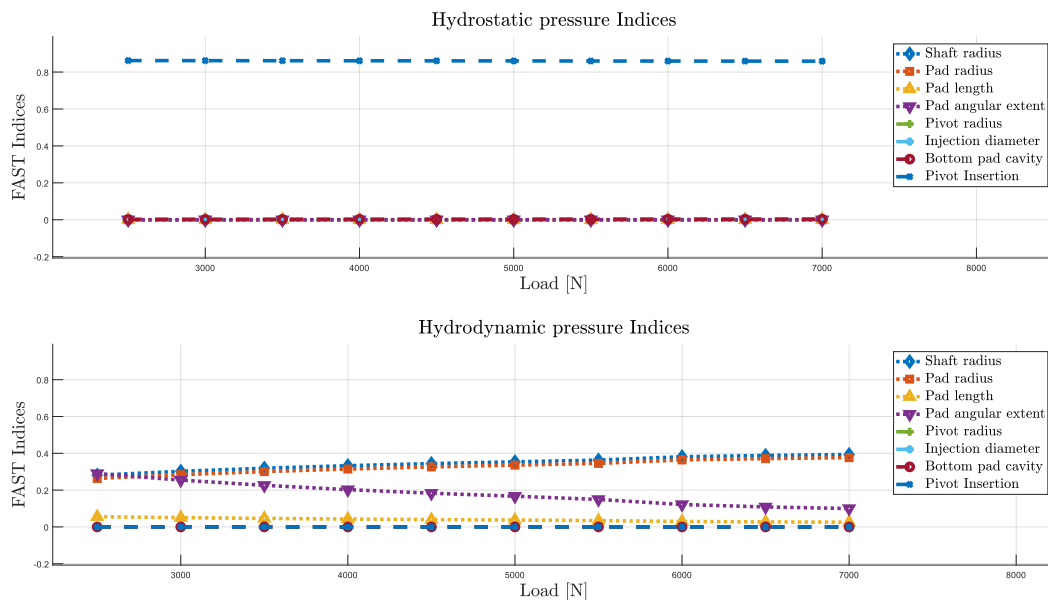 Hydrostatic pressure Indices
FAST Indices
0.8
0.6
0.4
0.2
0
-0.2
3000 4000 5000 6000 7000 8000
Load [N]
Shaft radius
Pad radius
Pad length
Pad angular extent
Pivot radius
Injection diameter
Bottom pad cavity
Pivot Insertion
Hydrodynamic pressure Indices
FAST Indices
0.8
0.6
0.4
0.2
0
-0.2
3000 4000 5000 6000 7000 8000
Load [N]
Shaft radius
Pad radius
Pad length
Pad angular extent
Pivot radius
Injection diameter
Bottom pad cavity
Pivot Insertion